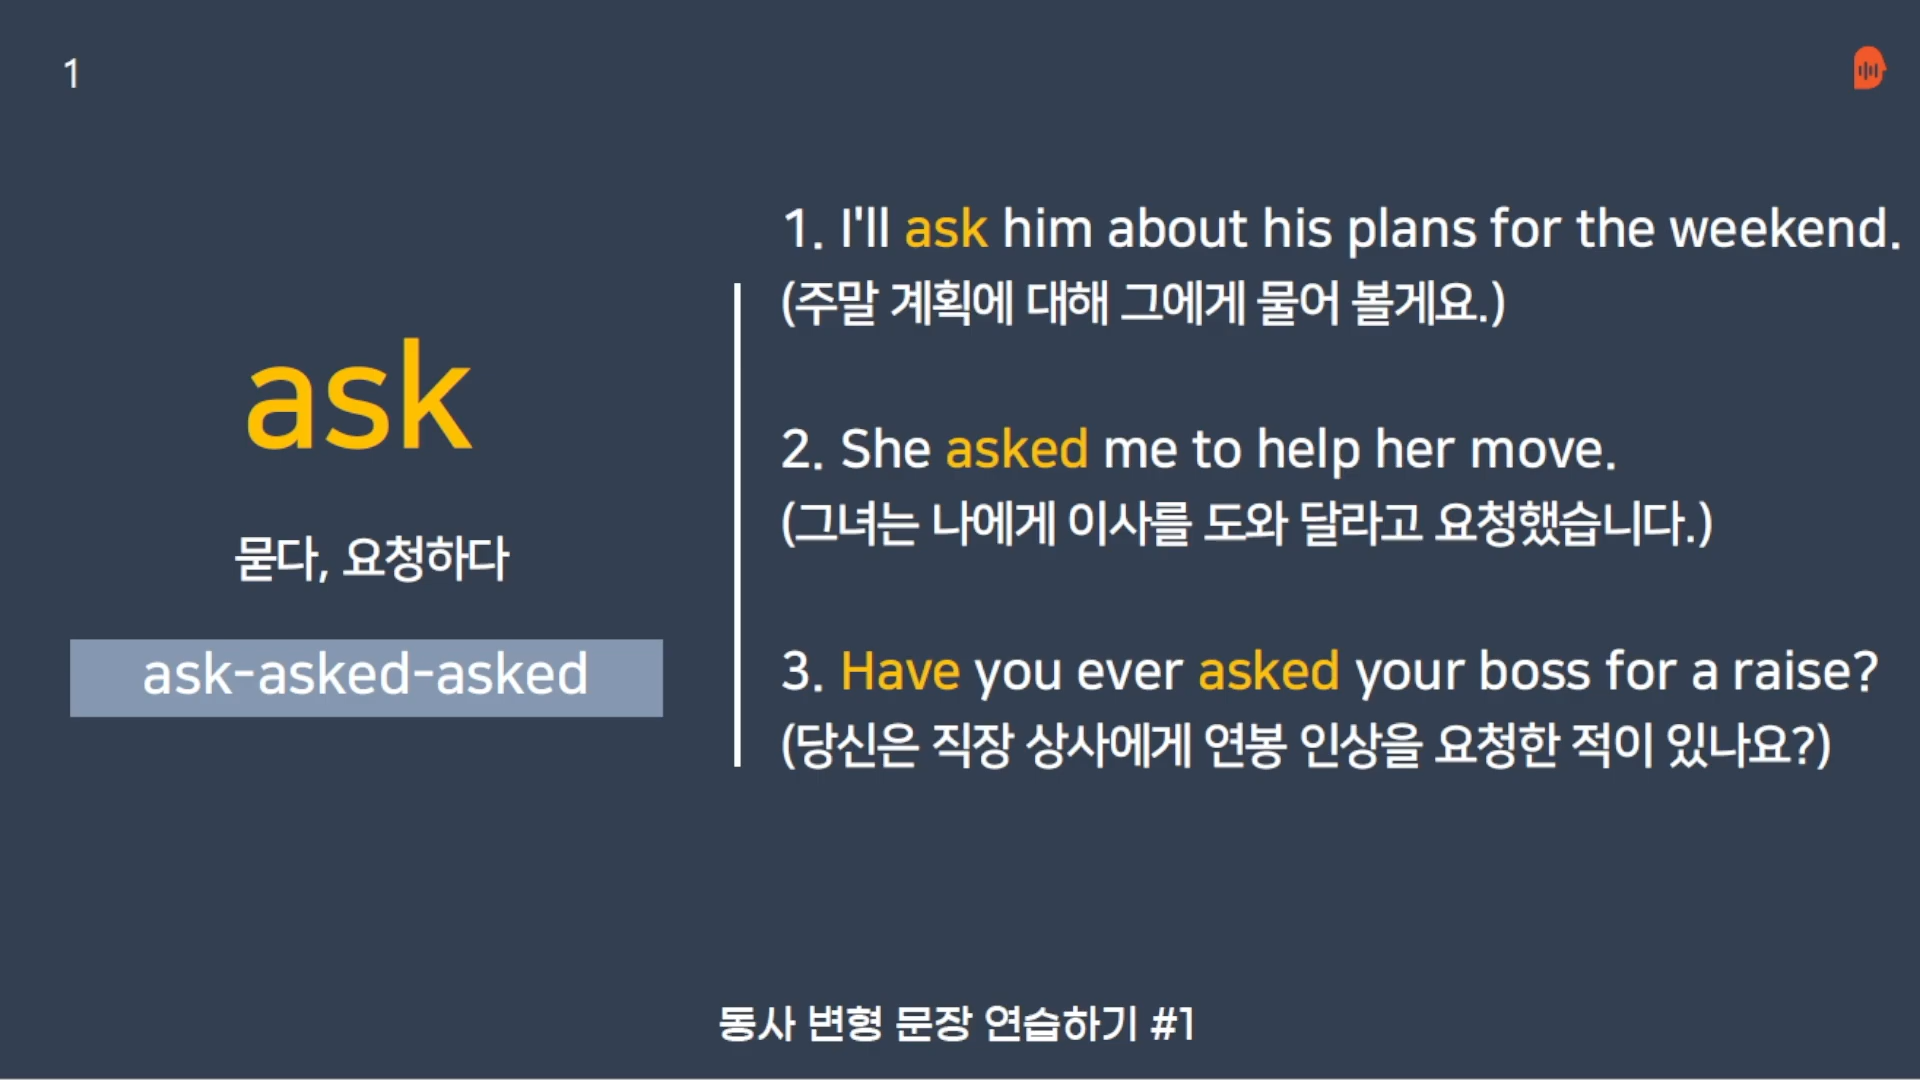 1
ask
묻다, 요청하다
ask-asked-asked
1. I'll ask him about his plans for the weekend.
(주말 계획에 대해 그에게 물어 볼게요.)
2. She asked me to help her move.
(그녀는 나에게 이사를 도와 달라고 요청했습니다.)
3. Have you ever asked your boss for a raise?
(당신은 직장 상사에게 연봉 인상을 요청한 적이 있나요?)
동사 변형 문장 연습하기 #1